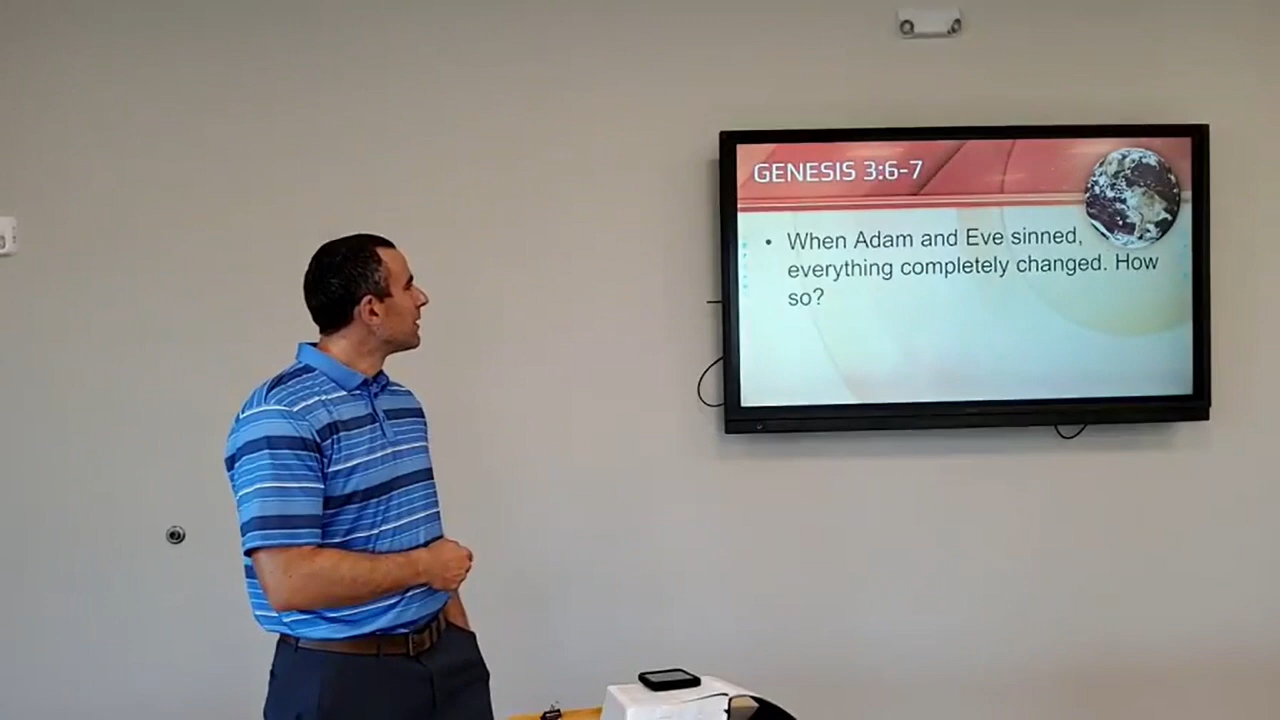 GENESIS 3:6-7
• When Adam and Eve sinned,
everything completely changed. How
so?